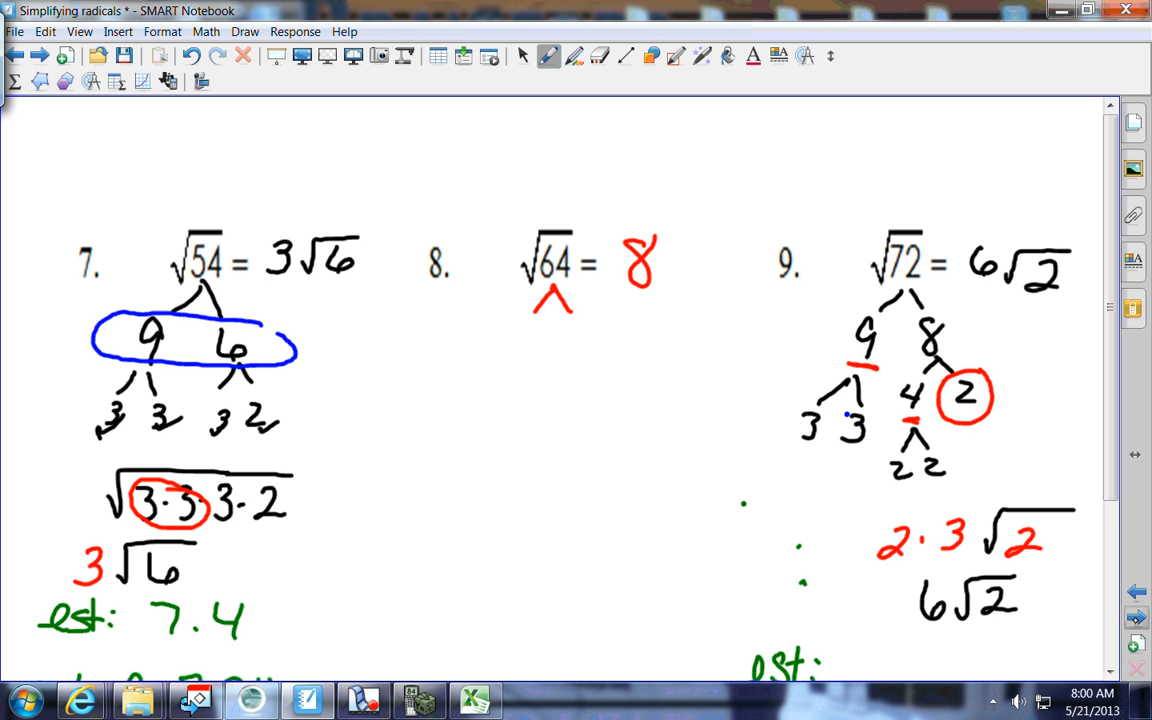 Simplifying radicals * - SMART Notebook
File Edit View Insert Format Math Draw Response Help
7. √54 = 3√6
9 6
3 3 3 2
√3·3·3·2
3√6
est: 7.4
8. √64 = 8
9. √72 = 6√2
9 8
4 2
3 3
2 2
2·3√2
6√2
est:
8:00 AM
5/21/2013